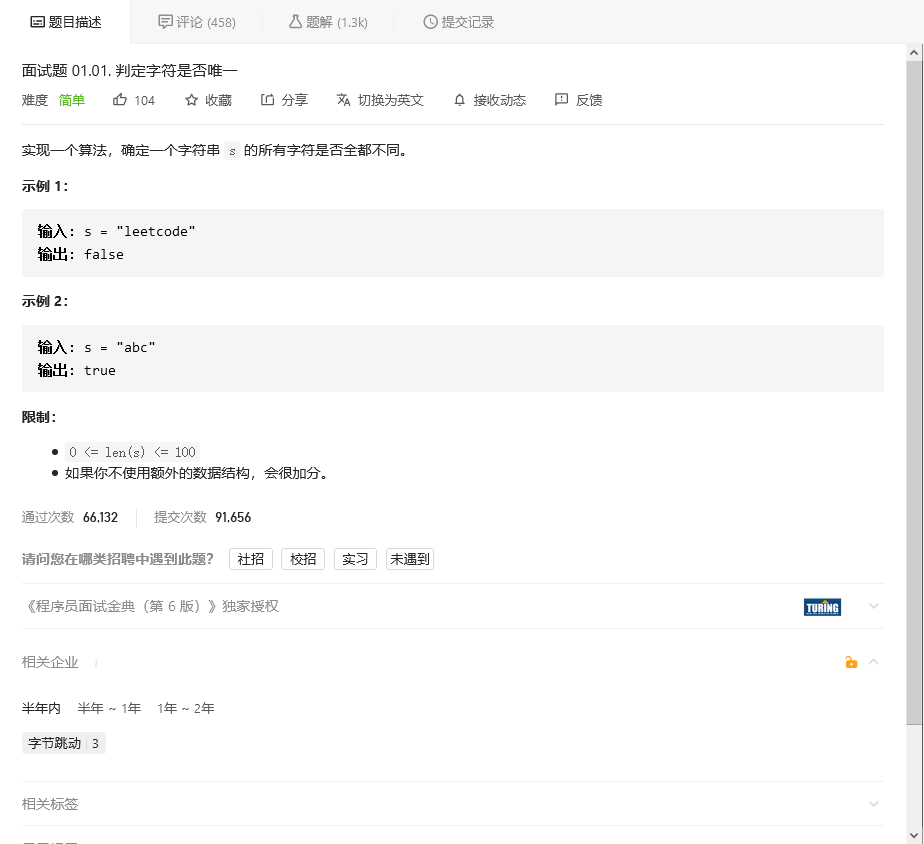 题目描述 评论 (458) 题解 (1.3k) 提交记录
面试题 01.01. 判定字符是否唯一
难度 简单 104 收藏 分享 切换为英文 接收动态 反馈
实现一个算法，确定一个字符串 s 的所有字符是否全都不同。
示例 1：
输入: s = "leetcode"
输出: false
示例 2：
输入: s = "abc"
输出: true
限制：
0 <= len(s) <= 100
如果你不使用额外的数据结构，会很加分。
通过次数 66,132 提交次数 91,656
请问您在哪类招聘中遇到此题？ 社招 校招 实习 未遇到
《程序员面试金典（第 6 版）》独家授权 TURING
相关企业 i
半年内 半年 ~ 1年 1年 ~ 2年
字节跳动 3
相关标签